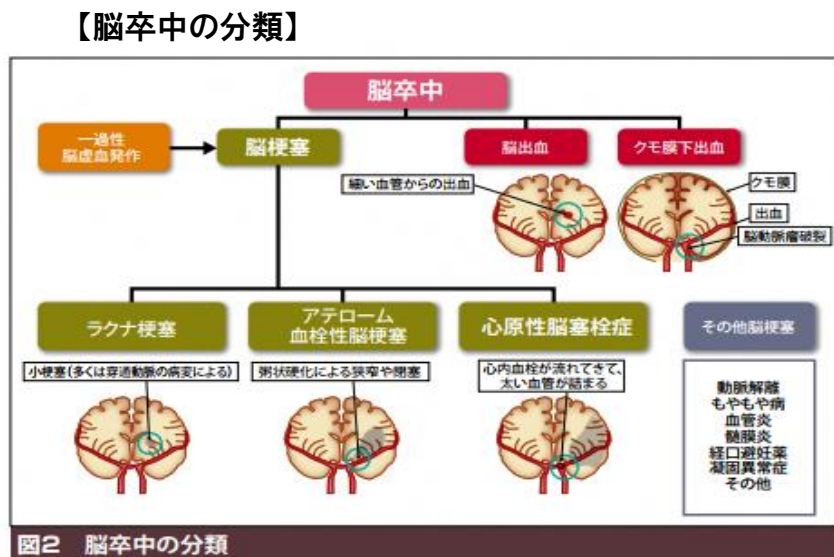 【脳卒中の分類】
脳卒中
一過性
脳虚血発作
脳梗塞
脳出血
クモ膜下出血
細い血管からの出血
クモ膜
出血
脳動脈瘤破裂
ラクナ梗塞
アテローム
血栓性脳梗塞
心原性脳塞栓症
その他脳梗塞
小梗塞(多くは穿通動脈の病変による)
粥状硬化による狭窄や閉塞
心内血栓が流れてきて、
太い血管が詰まる
動脈解離
もやもや病
血管炎
髄膜炎
経口避妊薬
凝固異常症
その他
図2 脳卒中の分類